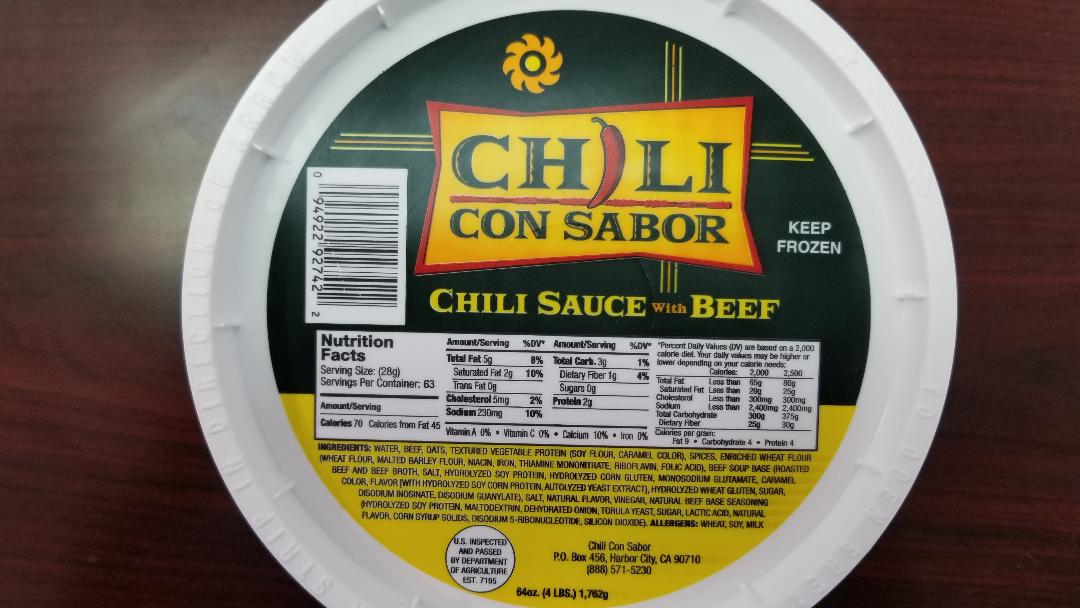 CHILI
CON SABOR
KEEP
FROZEN
CHILI SAUCE With BEEF
0 94922 92742 2
Nutrition
Facts
Serving Size: (28g)
Servings Per Container: 63
Amount/Serving
Calories 70 Calories from Fat 45
Amount/Serving %DV*
Total Fat 5g 8%
Saturated Fat 2g 10%
Trans Fat 0g
Cholesterol 5mg 2%
Sodium 230mg 10%
Amount/Serving %DV*
Total Carb. 3g 1%
Dietary Fiber 1g 4%
Sugars 0g
Protein 2g
Vitamin A 0% • Vitamin C 0% • Calcium 10% • Iron 0%
*Percent Daily Values (DV) are based on a 2,000
calorie diet. Your daily values may be higher or
lower depending on your calorie needs:
Calories: 2,000 2,500
Total Fat Less than 65g 80g
Saturated Fat Less than 20g 25g
Cholesterol Less than 300mg 300mg
Sodium Less than 2,400mg 2,400mg
Total Carbohydrate 300g 375g
Dietary Fiber 25g 30g
Calories per gram:
Fat 9 • Carbohydrate 4 • Protein 4
INGREDIENTS: WATER, BEEF, OATS, TEXTURED VEGETABLE PROTEIN (SOY FLOUR, CARAMEL COLOR), SPICES, ENRICHED WHEAT FLOUR
(WHEAT FLOUR, MALTED BARLEY FLOUR, NIACIN, IRON, THIAMINE MONONITRATE, RIBOFLAVIN, FOLIC ACID), BEEF SOUP BASE (ROASTED
BEEF AND BEEF BROTH, SALT, HYDROLYZED SOY PROTEIN, HYDROLYZED CORN GLUTEN, MONOSODIUM GLUTAMATE, CARAMEL
COLOR, FLAVOR [WITH HYDROLYZED SOY CORN PROTEIN, AUTOLYZED YEAST EXTRACT), HYDROLYZED WHEAT GLUTEN, SUGAR,
DISODIUM INOSINATE, DISODIUM GUANYLATE), SALT, NATURAL FLAVOR, VINEGAR, NATURAL BEEF BASE SEASONING
(HYDROLYZED SOY PROTEIN, MALTODEXTRIN, DEHYDRATED ONION, TORULA YEAST, SUGAR, LACTIC ACID, NATURAL
FLAVOR, CORN SYRUP SOLIDS, DISODIUM 5-RIBONUCLEOTIDE, SILICON DIOXIDE). ALLERGENS: WHEAT, SOY, MILK
U.S. INSPECTED
AND PASSED
BY DEPARTMENT
OF AGRICULTURE
EST. 7195
Chili Con Sabor
P.O. Box 456, Harbor City, CA 90710
(888) 571-5230
64oz. (4 LBS.) 1,762g
STRIP IN DIRECTION OF ARROW
TO OPEN